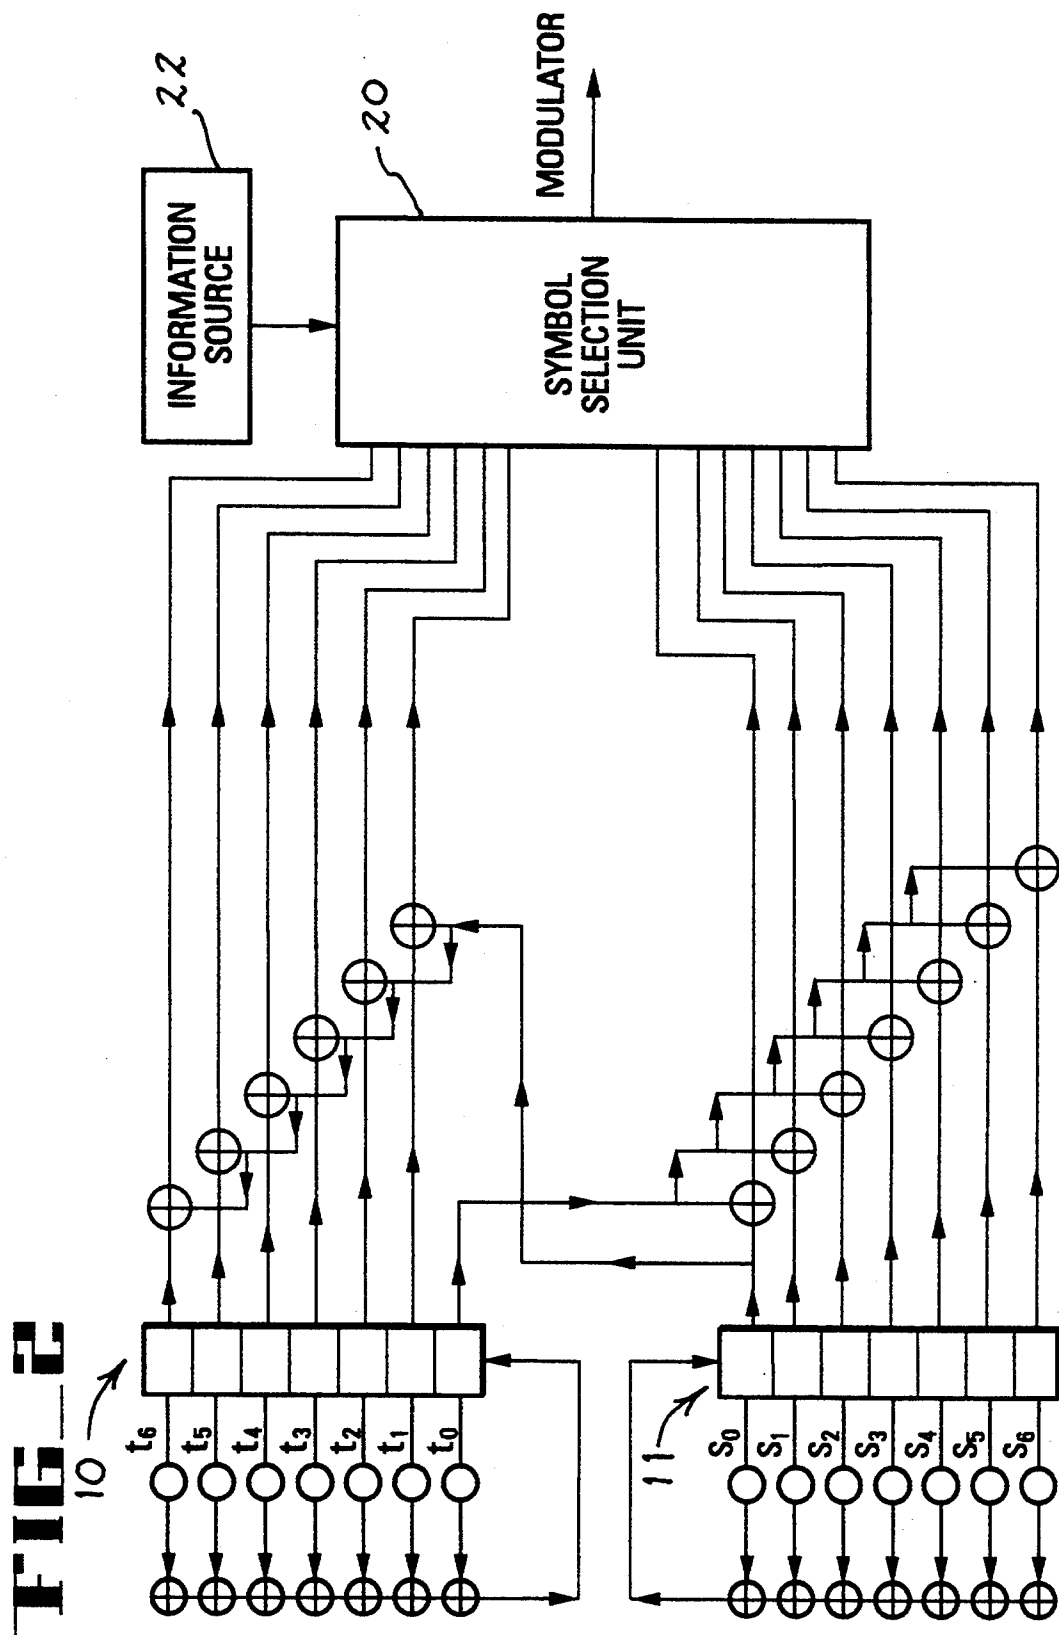 FIG_2
10
t6
t5
t4
t3
t2
t1
t0
11
s0
s1
s2
s3
s4
s5
s6
INFORMATION
SOURCE
22
SYMBOL
SELECTION
UNIT
20
MODULATOR